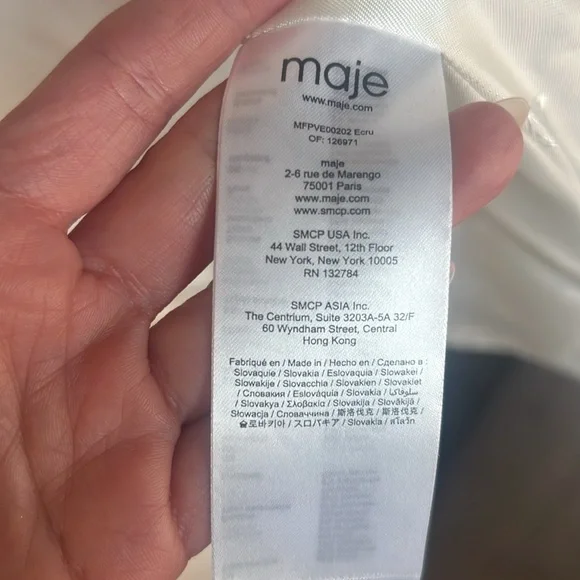 maje
www.maje.com
MFPVE00202 Ecru
OF: 126971
maje
2-6 rue de Marengo
75001 Paris
www.maje.com
www.smcp.com
SMCP USA Inc.
44 Wall Street, 12th Floor
New York, New York 10005
RN 132784
SMCP ASIA Inc.
The Centrium, Suite 3203A-5A 32/F
60 Wyndham Street, Central
Hong Kong
Fabriqué en / Made in / Hecho en / Сделано в :
Slovaquie / Slovakia / Eslovaquia / Slowakei /
Slowakije / Slovacchia / Slovakien / Slovakiet
/ Словакия / Eslováquia / Slovakia / سلوفاكيا
/ Slovakya / Σλοβακία / Slovakija / Slovākijā /
Słowacja / Словаччина / 斯洛伐克 / 斯洛伐克 /
슬로바키아 / スロバキア / Slovakia / สโลวัก